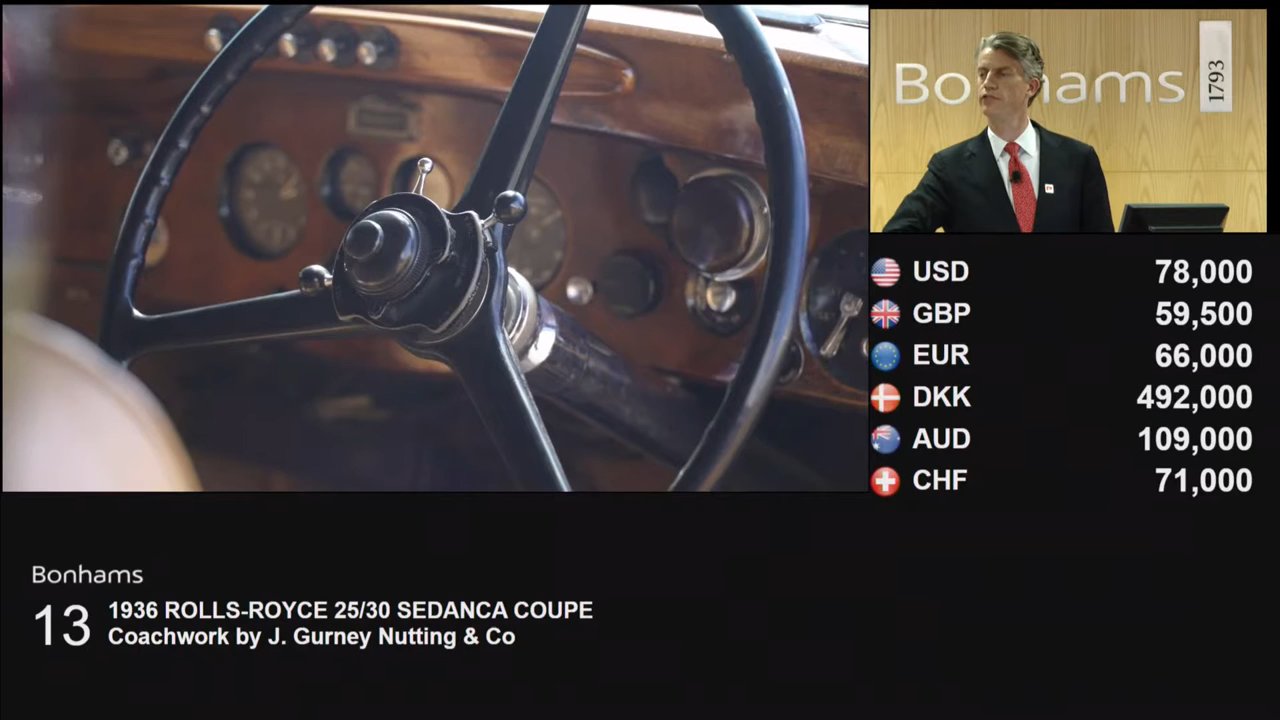 Bonhams
1793
USD 78,000
GBP 59,500
EUR 66,000
DKK 492,000
AUD 109,000
CHF 71,000
Bonhams
13
1936 ROLLS-ROYCE 25/30 SEDANCA COUPE
Coachwork by J. Gurney Nutting & Co